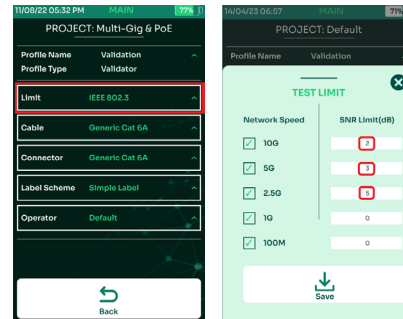 11/08/22 05:32 PM MAIN 77%
PROJECT: Multi-Gig & PoE
Profile Name Validation
Profile Type Validator
Limit IEEE 802.3
Cable Generic Cat 6A
Connector Generic Cat 6A
Label Scheme Simple Label
Operator Default
Back
14/04/23 06:57 MAIN 71%
PROJECT: Default
Profile Name Validation
TEST LIMIT
Network Speed SNR Limit(dB)
10G 2
5G 3
2.5G 5
1G 0
100M 0
Save